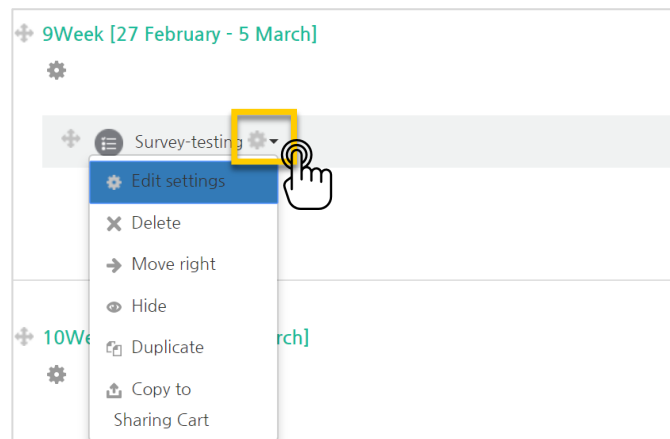 9Week [27 February - 5 March]
Survey-testing
Edit settings
Delete
Move right
Hide
10We rch]
Duplicate
Copy to
Sharing Cart